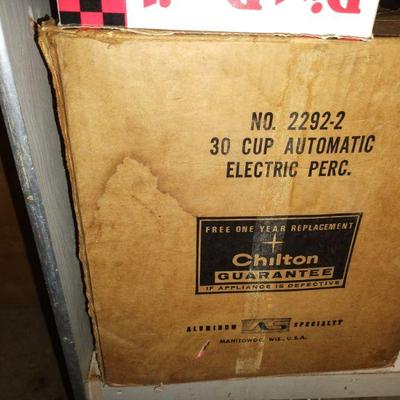 NO. 2292-2
30 CUP AUTOMATIC
ELECTRIC PERC.
FREE ONE YEAR REPLACEMENT
+
Chilton
GUARANTEE
IF APPLIANCE IS DEFECTIVE
ALUMINUM AS SPECIALTY
MANITOWOC, WIS., U.S.A.